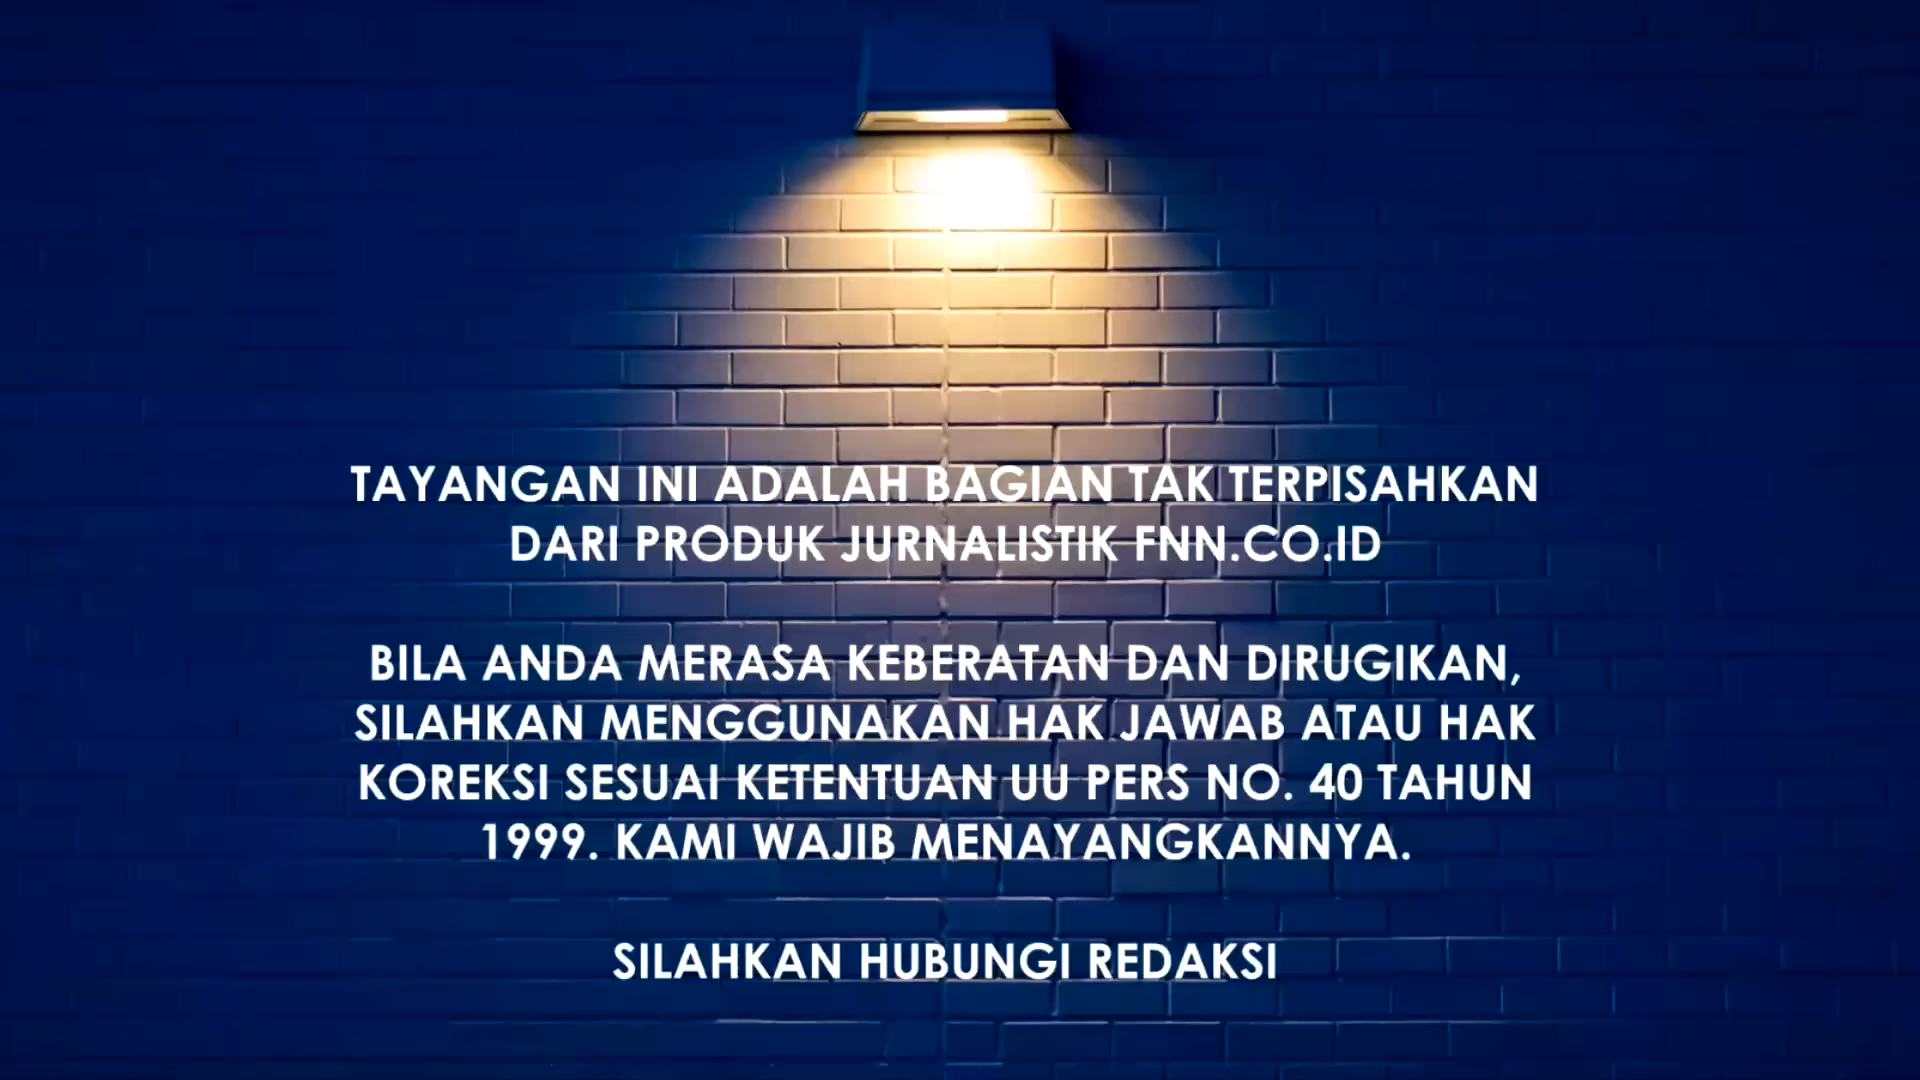 TAYANGAN INI ADALAH BAGIAN TAK TERPISAHKAN
DARI PRODUK JURNALISTIK FNN.CO.ID
BILA ANDA MERASA KEBERATAN DAN DIRUGIKAN,
SILAHKAN MENGGUNAKAN HAK JAWAB ATAU HAK
KOREKSI SESUAI KETENTUAN UU PERS NO. 40 TAHUN
1999. KAMI WAJIB MENAYANGKANNYA.
SILAHKAN HUBUNGI REDAKSI